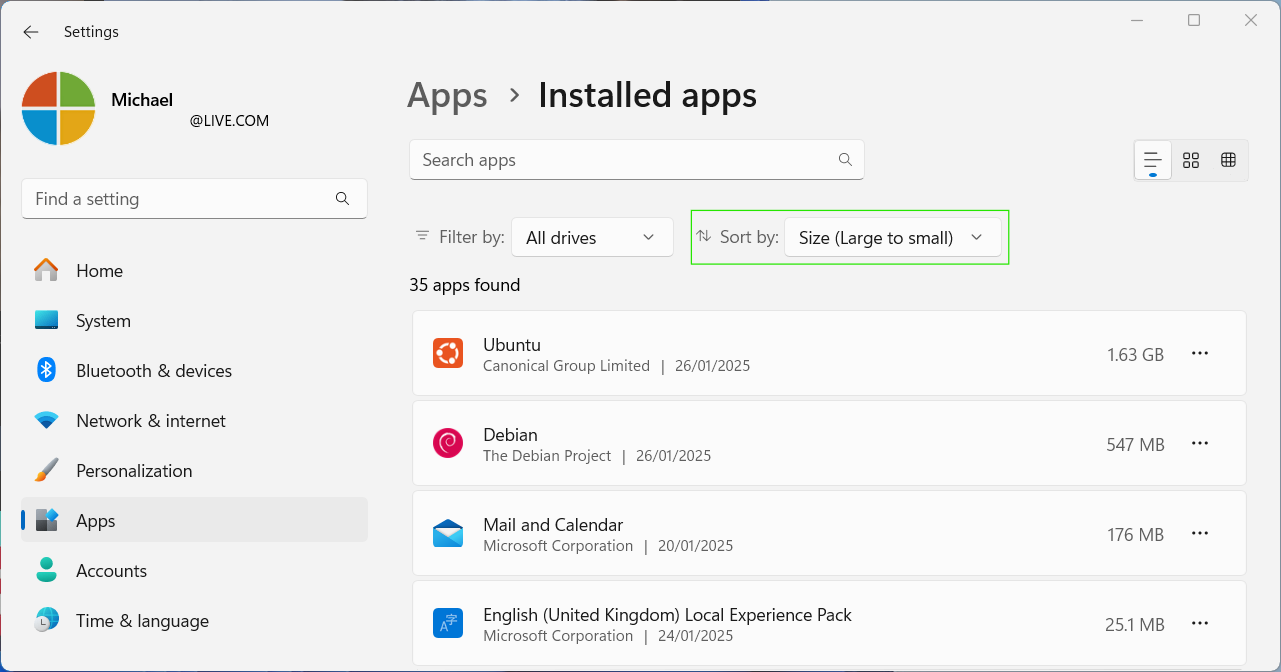 Settings
Michael
@LIVE.COM
Find a setting
Home
System
Bluetooth & devices
Network & internet
Personalization
Apps
Accounts
Time & language
Apps > Installed apps
Search apps
Filter by: All drives Sort by: Size (Large to small)
35 apps found
Ubuntu
Canonical Group Limited | 26/01/2025
1.63 GB
Debian
The Debian Project | 26/01/2025
547 MB
Mail and Calendar
Microsoft Corporation | 20/01/2025
176 MB
English (United Kingdom) Local Experience Pack
Microsoft Corporation | 24/01/2025
25.1 MB